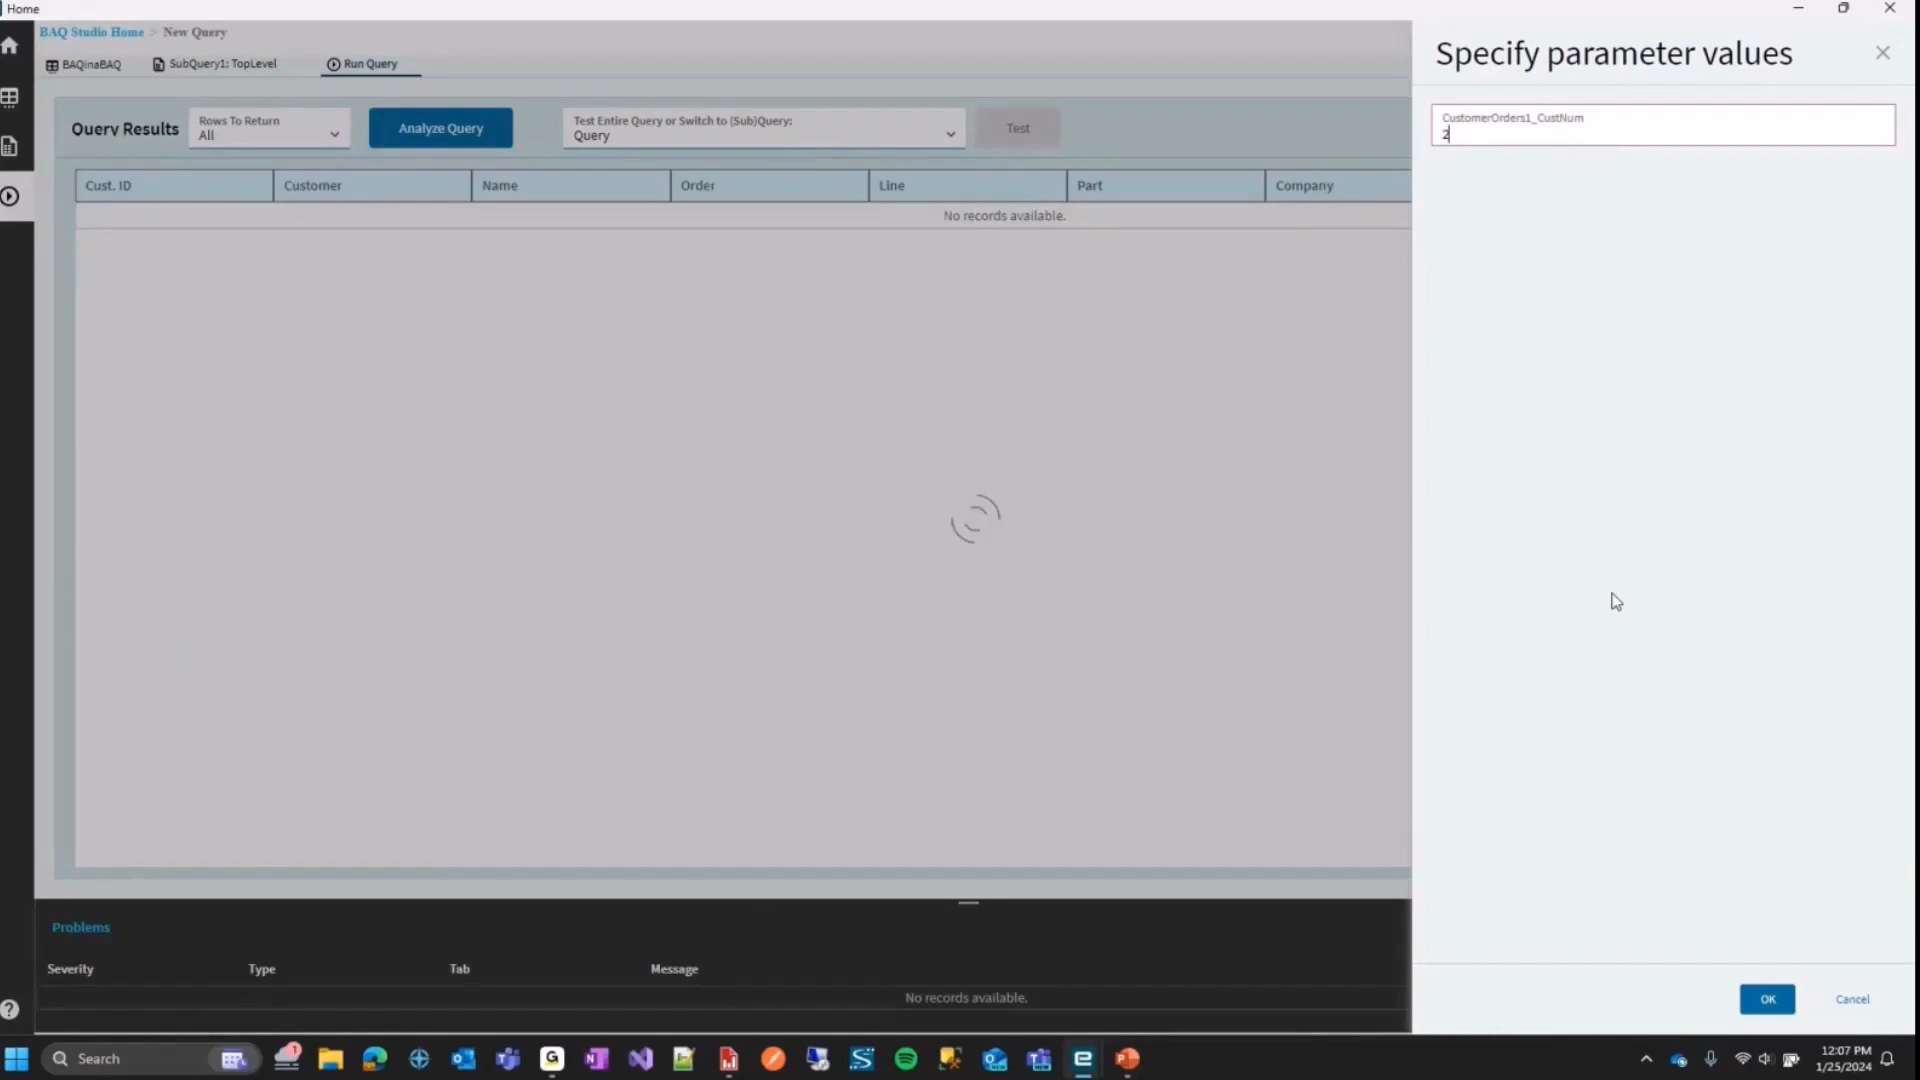 Home
BAQ Studio Home > New Query
BAQinaBAQ SubQuery1: TopLevel Run Query
Specify parameter values
Query Results
Rows To Return
All
Analyze Query
Test Entire Query or Switch to (Sub)Query:
Query
Test
CustomerOrders1_CustNum
2
Cust. ID Customer Name Order Line Part Company
No records available.
Problems
Severity Type Tab Message
No records available.
OK Cancel
Search
1
12:07 PM
1/25/2024